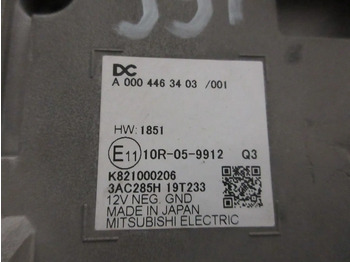 DC
A 000 446 34 03 /001
HW: 1851
E11 10R-05-9912 Q3
K821000206
3AC285H 19T233
12V NEG. GND
MADE IN JAPAN
MITSUBISHI ELECTRIC